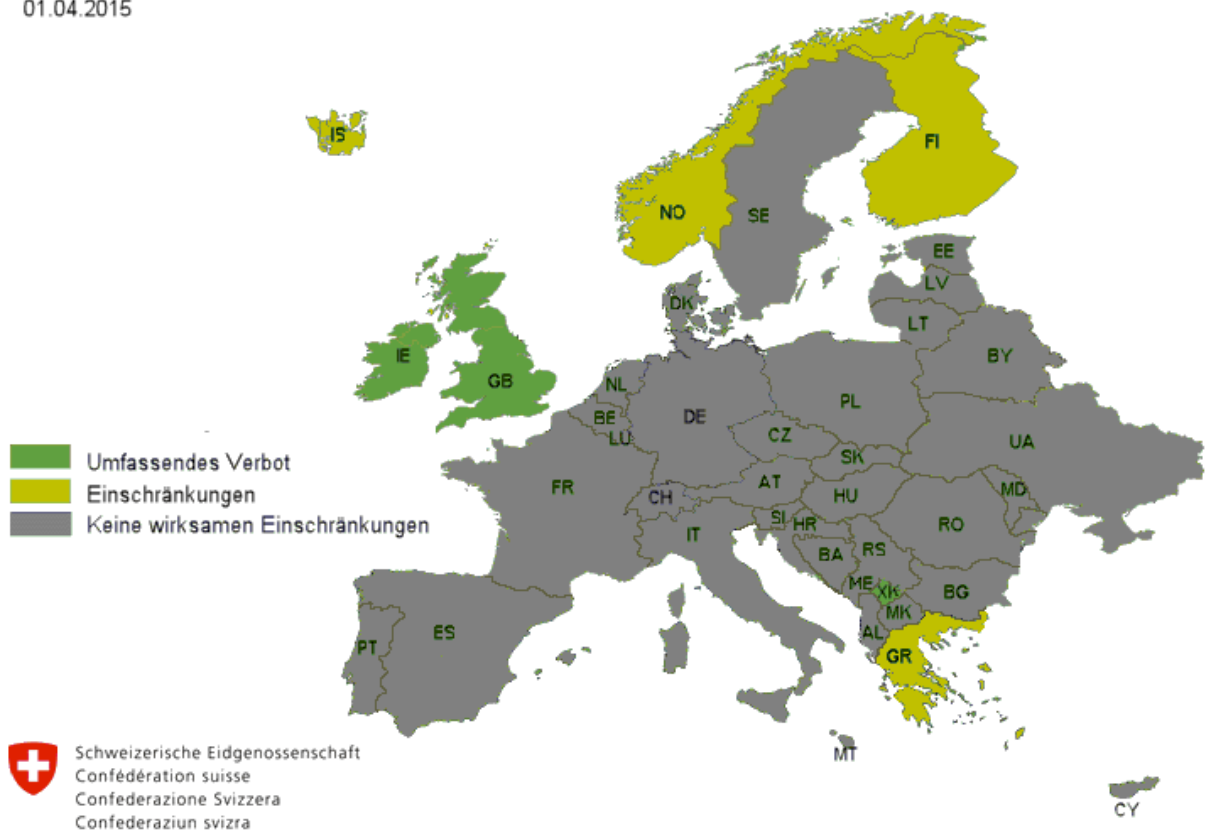 01.04.2015
IS
FI
NO
SE
EE
LV
DK
LT
IE
BY
GB
NL
BE
DE
PL
LU
CZ
UA
SK
FR
AT
MD
CH
HU
SI
HR
RO
IT
BA
RS
ME
XK
BG
MK
ES
AL
PT
GR
MT
CY
Umfassendes Verbot
Einschränkungen
Keine wirksamen Einschränkungen
Schweizerische Eidgenossenschaft
Confédération suisse
Confederazione Svizzera
Confederaziun svizra